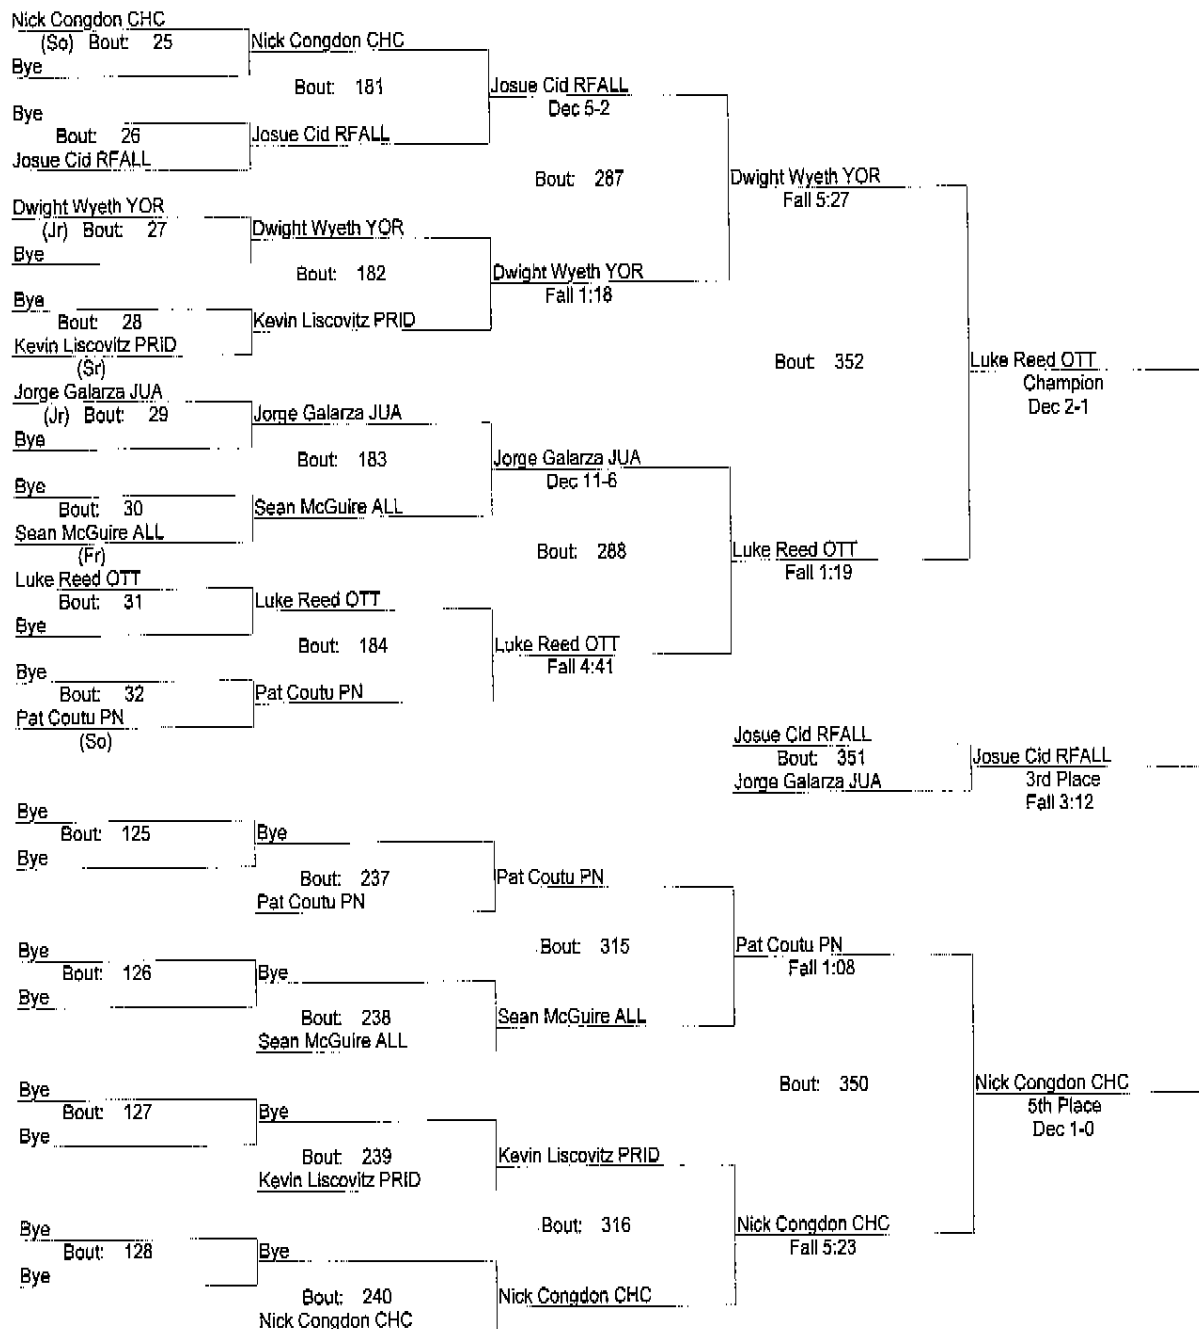 Nick Congdon CHC
(So) Bout: 25
Bye
Nick Congdon CHC
Bout: 181
Bye
Bout: 26
Josue Cid RFALL
Josue Cid RFALL
Josue Cid RFALL
Dec 5-2
Bout: 287
Dwight Wyeth YOR
(Jr) Bout: 27
Bye
Dwight Wyeth YOR
Bout: 182
Bye
Bout: 28
Kevin Liscovitz PRID
(Sr)
Kevin Liscovitz PRID
Dwight Wyeth YOR
Fall 1:18
Dwight Wyeth YOR
Fall 5:27
Bout: 352
Luke Reed OTT
Champion
Dec 2-1
Jorge Galarza JUA
(Jr) Bout: 29
Bye
Jorge Galarza JUA
Bout: 183
Bye
Bout: 30
Sean McGuire ALL
(Fr)
Sean McGuire ALL
Jorge Galarza JUA
Dec 11-6
Bout: 288
Luke Reed OTT
Bout: 31
Bye
Luke Reed OTT
Bout: 184
Bye
Bout: 32
Pat Coutu PN
(So)
Pat Coutu PN
Luke Reed OTT
Fall 4:41
Luke Reed OTT
Fall 1:19
Josue Cid RFALL
Bout: 351
Jorge Galarza JUA
Josue Cid RFALL
3rd Place
Fall 3:12
Bye
Bout: 125
Bye
Bye
Bout: 237
Pat Coutu PN
Pat Coutu PN
Bout: 315
Bye
Bout: 126
Bye
Bye
Bout: 238
Sean McGuire ALL
Sean McGuire ALL
Pat Coutu PN
Fall 1:08
Bout: 350
Nick Congdon CHC
5th Place
Dec 1-0
Bye
Bout: 127
Bye
Bye
Bout: 239
Kevin Liscovitz PRID
Kevin Liscovitz PRID
Bout: 316
Bye
Bout: 128
Bye
Bye
Bout: 240
Nick Congdon CHC
Nick Congdon CHC
Nick Congdon CHC
Fall 5:23